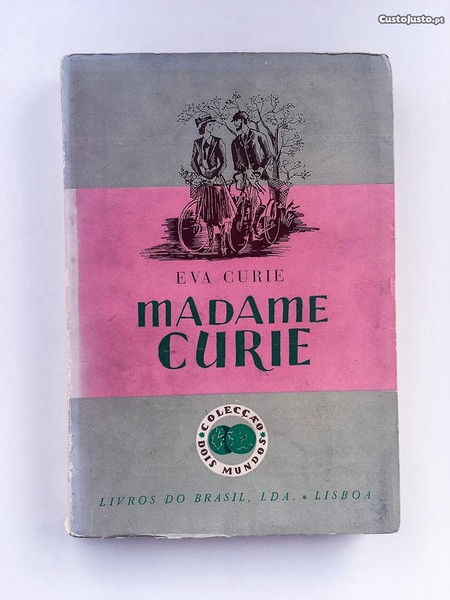 CustoJusto.pt
EVA CURIE
MADAME
CURIE
COLECÇÃO
DOIS MUNDOS
LIVROS DO BRASIL, LDA. * LISBOA